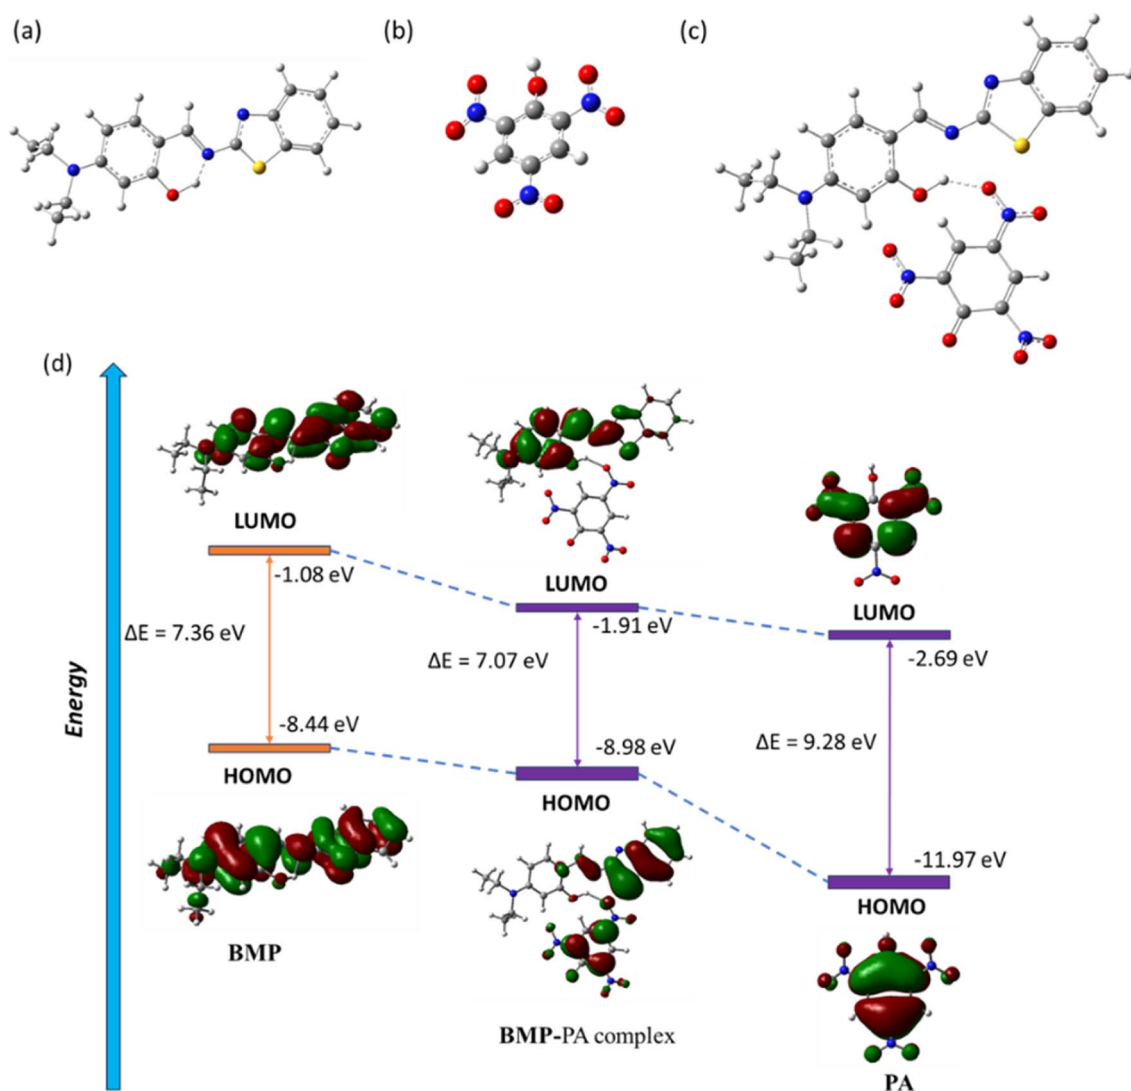 (a)
(b)
(c)
(d)
Energy
LUMO
-1.08 eV
ΔE = 7.36 eV
-8.44 eV
HOMO
BMP
LUMO
-1.91 eV
ΔE = 7.07 eV
-8.98 eV
HOMO
BMP-PA complex
LUMO
-2.69 eV
ΔE = 9.28 eV
-11.97 eV
HOMO
PA